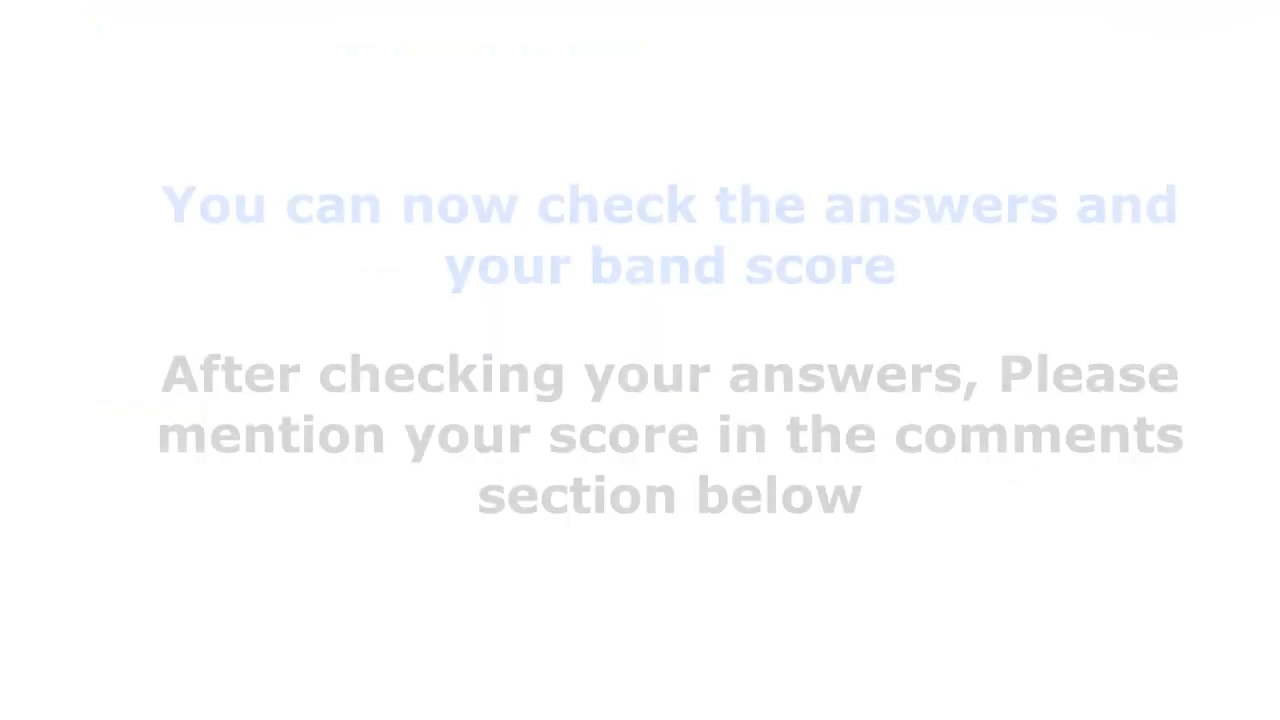 You can now check the answers and
your band score
After checking your answers, Please
mention your score in the comments
section below